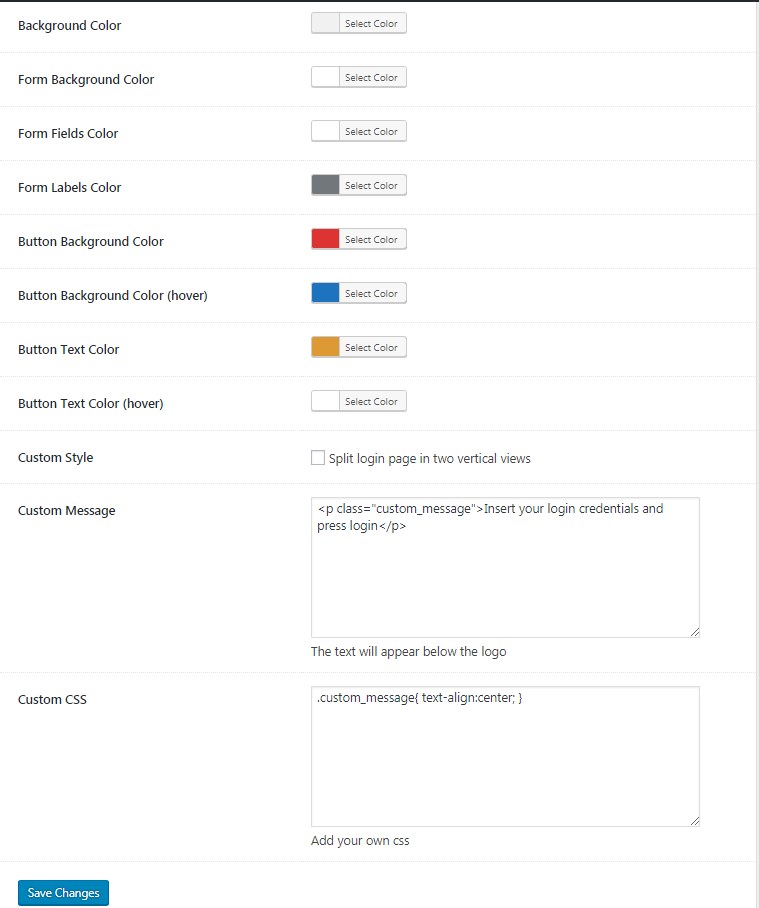 Background Color
Select Color
Form Background Color
Select Color
Form Fields Color
Select Color
Form Labels Color
Select Color
Button Background Color
Select Color
Button Background Color (hover)
Select Color
Button Text Color
Select Color
Button Text Color (hover)
Select Color
Custom Style
Split login page in two vertical views
Custom Message
<p class="custom_message">Insert your login credentials and
press login</p>
The text will appear below the logo
Custom CSS
.custom_message{ text-align:center; }
Add your own css
Save Changes